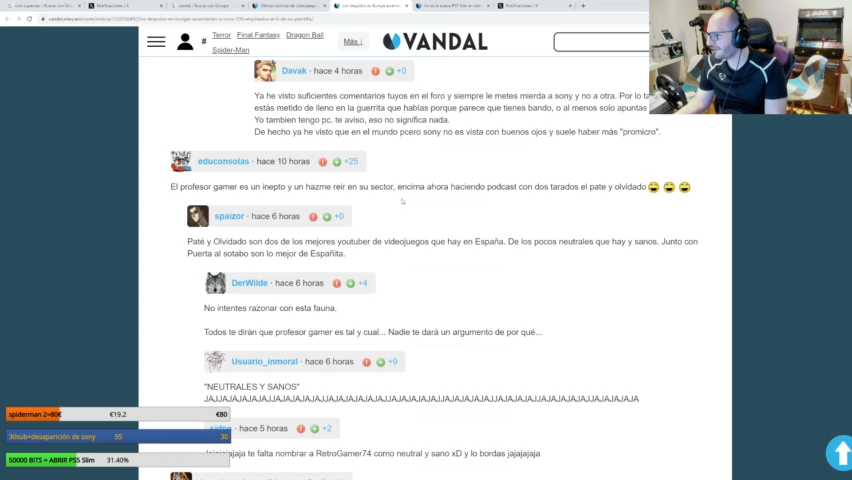 Terror Final Fantasy Dragon Ball
# Más ↓ VANDAL
Spider-Man
Davak · hace 4 horas +0
Ya he visto suficientes comentarios tuyos en el foro y siempre le metes mierda a sony y no a otra. Por lo
estás metido de lleno en la guerrita que hablas porque parece que tienes bando, o al menos solo apuntas
Yo tambien tengo pc, te aviso, eso no significa nada.
De hecho ya he visto que en el mundo pcero sony no es vista con buenos ojos y suele haber más "promicro".
educonsolas · hace 10 horas +25
El profesor gamer es un inepto y un hazme reir en su sector, encima ahora haciendo podcast con dos tarados el pate y olvidado
spaizor · hace 6 horas +0
Paté y Olvidado son dos de los mejores youtuber de videojuegos que hay en España. De los pocos neutrales que hay y sanos. Junto con
Puerta al sotabo son lo mejor de Españita.
DerWilde · hace 6 horas +4
No intentes razonar con esta fauna.
Todos te dirán que profesor gamer es tal y cual... Nadie te dará un argumento de por qué...
Usuario_inmoral · hace 6 horas +9
"NEUTRALES Y SANOS"
spiderman 2=80€ €19.2 €80
· hace 5 horas +2
30sub=desaparición de sony 55 30
te falta nombrar a RetroGamer74 como neutral y sano xD y lo bordas jajajajaja
50000 BITS = ABRIR PS5 Slim 31.40%